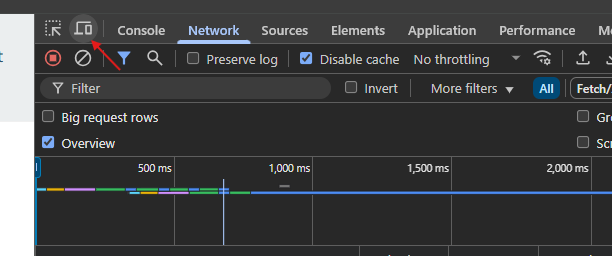 Console Network Sources Elements Application Performance
Preserve log Disable cache No throttling
Filter Invert More filters All Fetch/
Big request rows Gr
Overview Scr
500 ms 1,000 ms 1,500 ms 2,000 ms